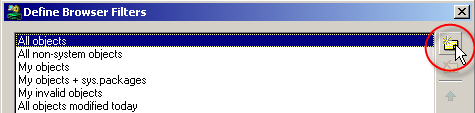 Define Browser Filters
All objects
All non-system objects
My objects
My objects + sys.packages
My invalid objects
All objects modified today